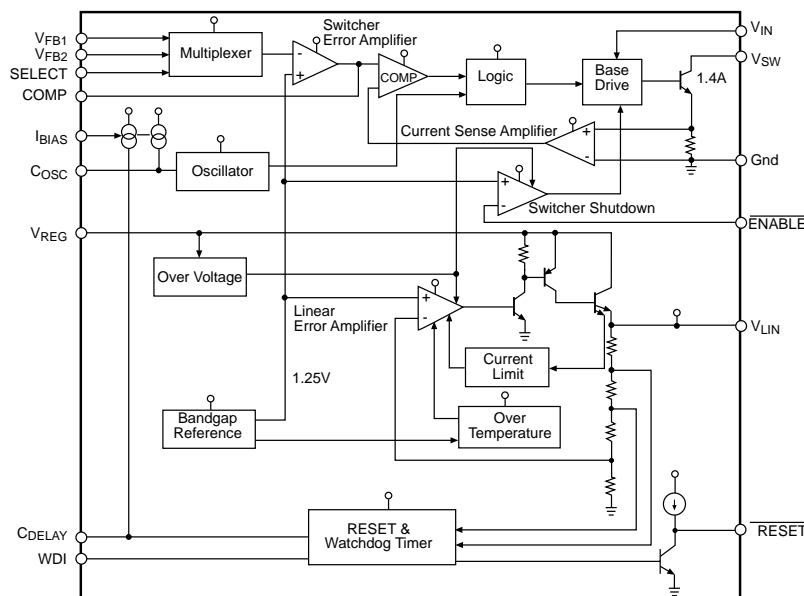 VFB1
VFB2
SELECT
COMP
IBIAS
COSC
VREG
CDELAY
WDI
Multiplexer
Switcher
Error Amplifier
-
+
COMP
Logic
Base
Drive
1.4A
VIN
VSW
Gnd
ENABLE
VLIN
RESET
Current Sense Amplifier
+
-
Oscillator
+
-
Switcher Shutdown
Over Voltage
Linear
Error Amplifier
+
-
1.25V
Current
Limit
Bandgap
Reference
Over
Temperature
RESET &
Watchdog Timer